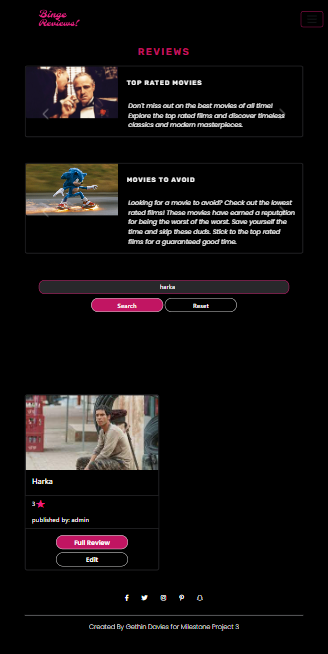 Binge
Reviews!
REVIEWS
TOP RATED MOVIES
Don't miss out on the best movies of all time!
Explore the top rated films and discover timeless
classics and modern masterpieces.
MOVIES TO AVOID
Looking for a movie to avoid? Check out the lowest
rated films! These movies have earned a reputation
for being the worst of the worst. Save yourself the
time and skip these duds. Stick to the top rated
films for a guaranteed good time.
harka
Search
Reset
Harka
3
published by: admin
Full Review
Edit
Created By Gethin Davies for Milestone Project 3